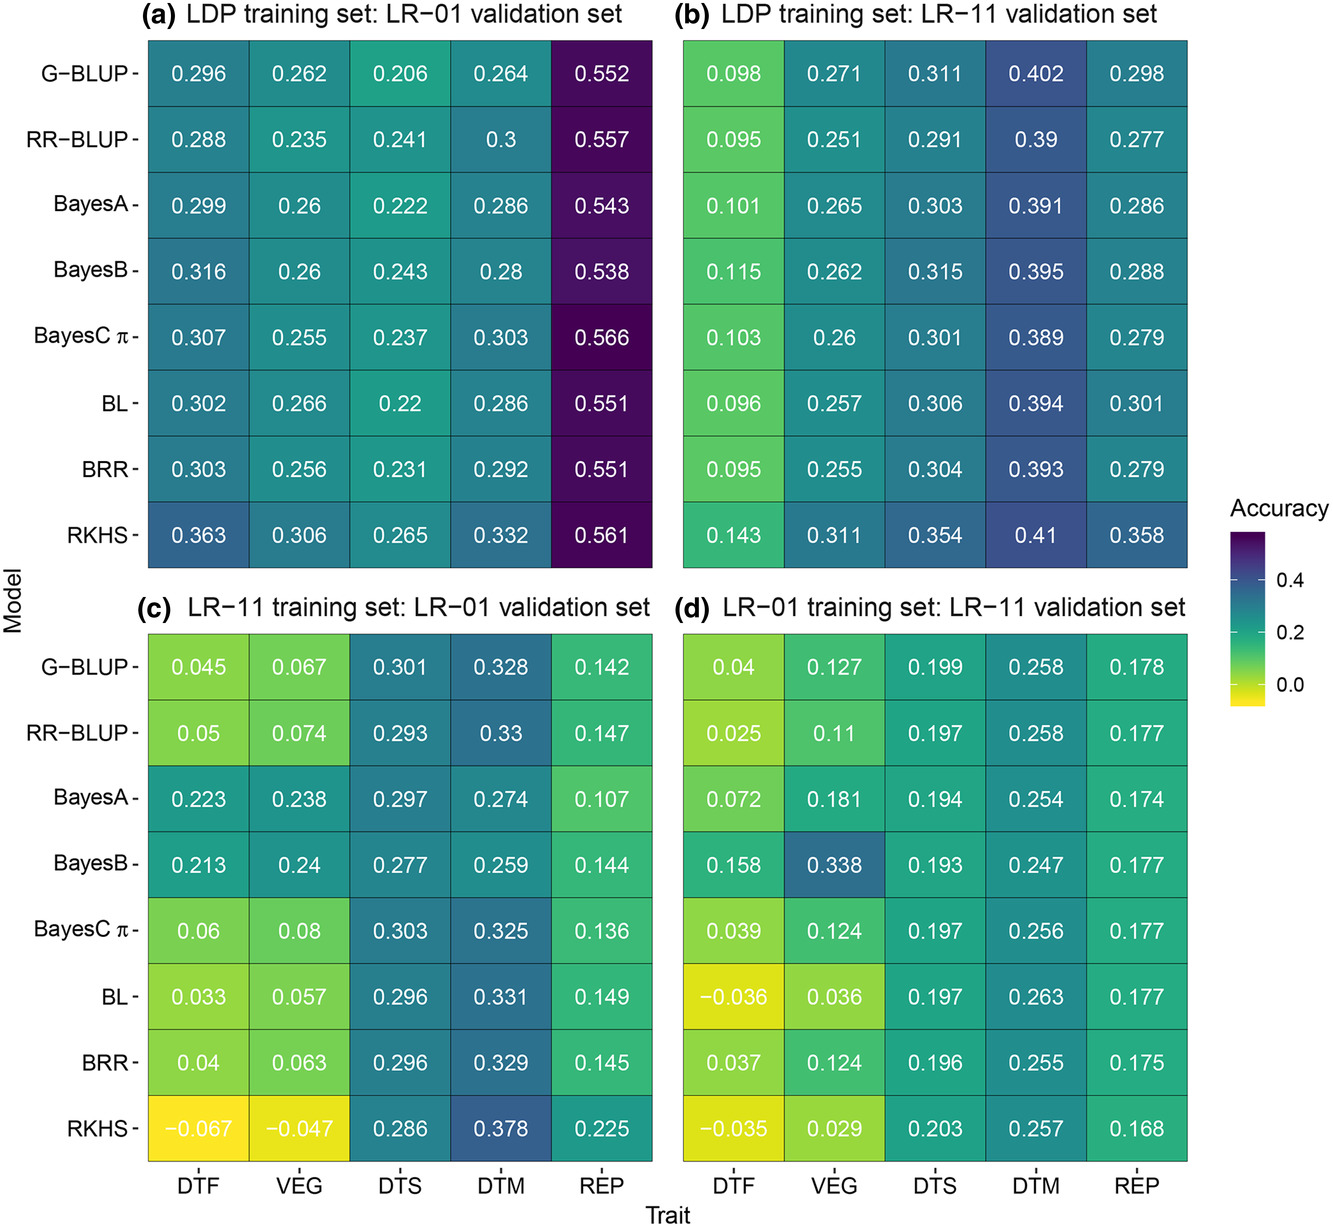 (a) LDP training set: LR−01 validation set
(b) LDP training set: LR−11 validation set
G−BLUP 0.296 0.262 0.206 0.264 0.552 0.098 0.271 0.311 0.402 0.298
RR−BLUP 0.288 0.235 0.241 0.3 0.557 0.095 0.251 0.291 0.39 0.277
BayesA 0.299 0.26 0.222 0.286 0.543 0.101 0.265 0.303 0.391 0.286
BayesB 0.316 0.26 0.243 0.28 0.538 0.115 0.262 0.315 0.395 0.288
BayesC π 0.307 0.255 0.237 0.303 0.566 0.103 0.26 0.301 0.389 0.279
BL 0.302 0.266 0.22 0.286 0.551 0.096 0.257 0.306 0.394 0.301
BRR 0.303 0.256 0.231 0.292 0.551 0.095 0.255 0.304 0.393 0.279
RKHS 0.363 0.306 0.265 0.332 0.561 0.143 0.311 0.354 0.41 0.358
(c) LR−11 training set: LR−01 validation set
(d) LR−01 training set: LR−11 validation set
G−BLUP 0.045 0.067 0.301 0.328 0.142 0.04 0.127 0.199 0.258 0.178
RR−BLUP 0.05 0.074 0.293 0.33 0.147 0.025 0.11 0.197 0.258 0.177
BayesA 0.223 0.238 0.297 0.274 0.107 0.072 0.181 0.194 0.254 0.174
BayesB 0.213 0.24 0.277 0.259 0.144 0.158 0.338 0.193 0.247 0.177
BayesC π 0.06 0.08 0.303 0.325 0.136 0.039 0.124 0.197 0.256 0.177
BL 0.033 0.057 0.296 0.331 0.149 −0.036 0.036 0.197 0.263 0.177
BRR 0.04 0.063 0.296 0.329 0.145 0.037 0.124 0.196 0.255 0.175
RKHS −0.067 −0.047 0.286 0.378 0.225 −0.035 0.029 0.203 0.257 0.168
DTF VEG DTS DTM REP DTF VEG DTS DTM REP
Trait
Model
Accuracy
0.4
0.2
0.0